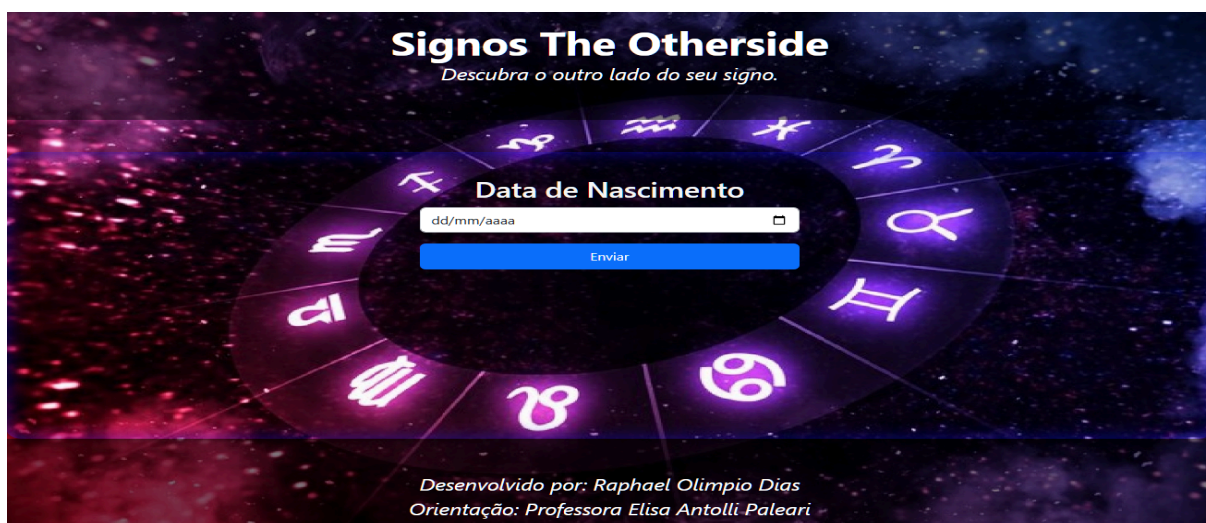 Signos The Otherside
Descubra o outro lado do seu signo.
Data de Nascimento
dd/mm/aaaa
Enviar
Desenvolvido por: Raphael Olimpio Dias
Orientação: Professora Elisa Antolli Paleari